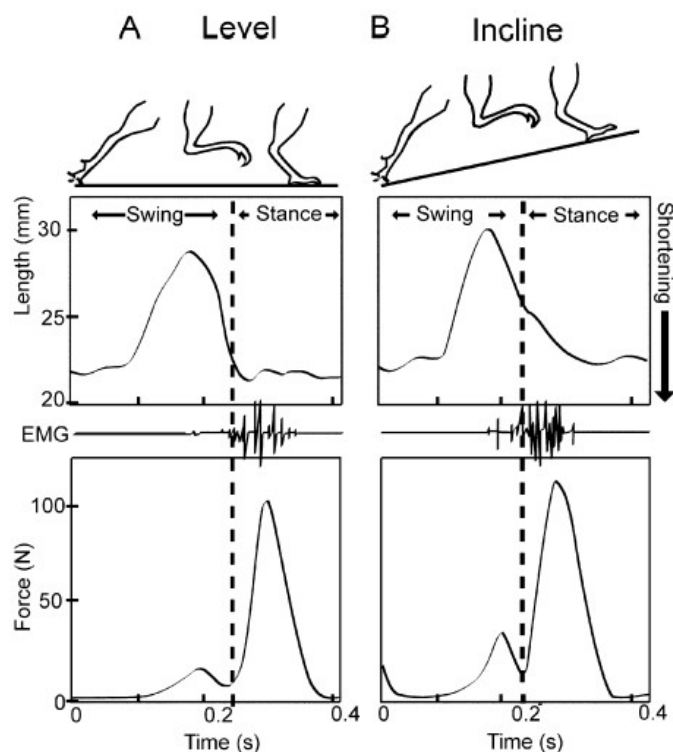 A Level
B Incline
Length (mm)
30
25
20
Swing
Stance
Swing
Stance
Shortening
EMG
Force (N)
100
50
0
0
0.2
0.4
Time (s)
0
0.2
0.4
Time (s)